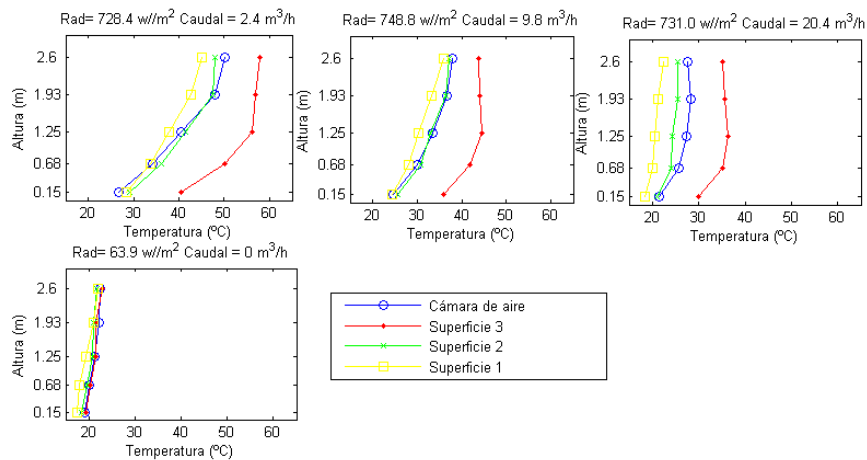 Rad= 728.4 w//m² Caudal = 2.4 m³/h
Altura (m)
2.6
1.93
1.25
0.68
0.15
20 30 40 50 60
Temperatura (ºC)
Rad= 748.8 w//m² Caudal = 9.8 m³/h
Altura (m)
2.6
1.93
1.25
0.68
0.15
20 30 40 50 60
Temperatura (ºC)
Rad= 731.0 w//m² Caudal = 20.4 m³/h
Altura (m)
2.6
1.93
1.25
0.68
0.15
20 30 40 50 60
Temperatura (ºC)
Rad= 63.9 w//m² Caudal = 0 m³/h
Altura (m)
2.6
1.93
1.25
0.68
0.15
20 30 40 50 60
Temperatura (ºC)
Cámara de aire
Superficie 3
Superficie 2
Superficie 1